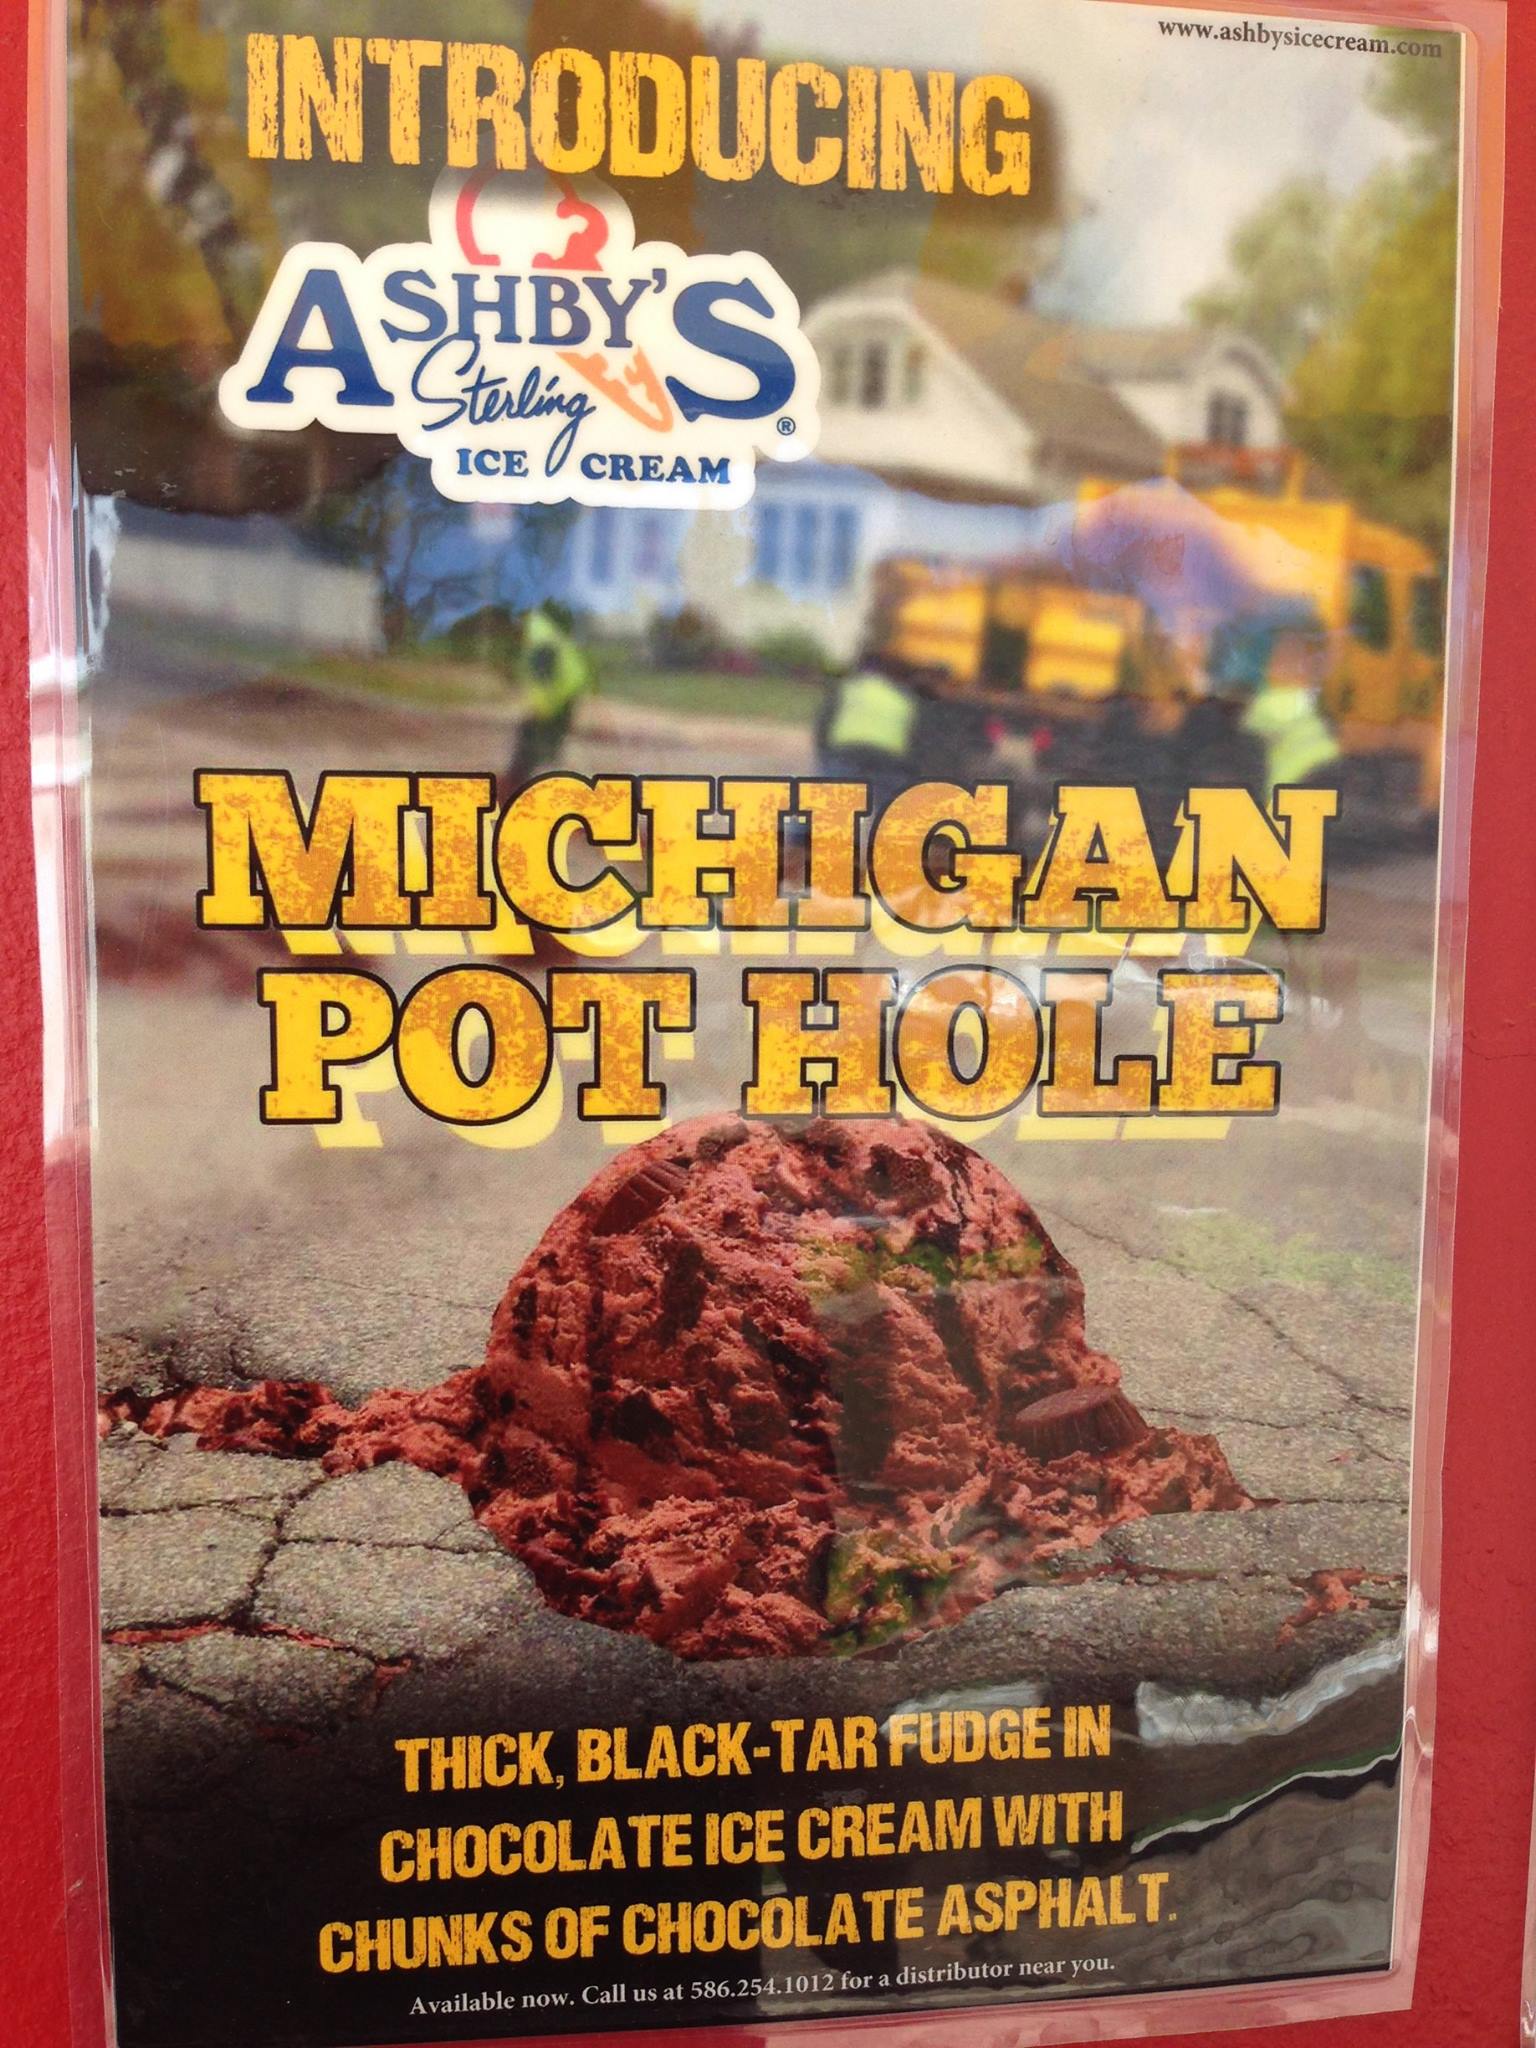 www.ashbysicecream.com
INTRODUCING
ASHBY'S
Sterling
ICE CREAM
®
MICHIGAN
POT HOLE
THICK, BLACK-TAR FUDGE IN
CHOCOLATE ICE CREAM WITH
CHUNKS OF CHOCOLATE ASPHALT.
Available now. Call us at 586.254.1012 for a distributor near you.